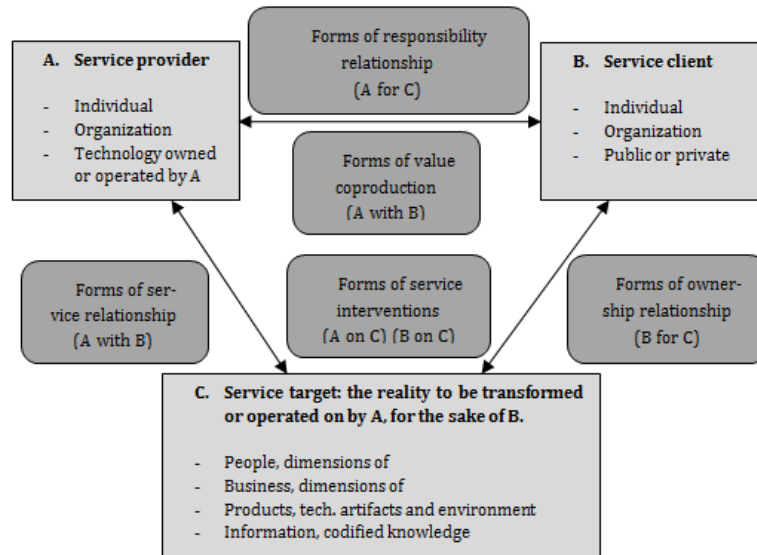 Forms of responsibility
relationship
(A for C)
A. Service provider
- Individual
- Organization
- Technology owned
or operated by A
B. Service client
- Individual
- Organization
- Public or private
Forms of value
coproduction
(A with B)
Forms of ser-
vice relationship
(A with B)
Forms of service
interventions
(A on C) (B on C)
Forms of owner-
ship relationship
(B for C)
C. Service target: the reality to be transformed
or operated on by A, for the sake of B.
- People, dimensions of
- Business, dimensions of
- Products, tech. artifacts and environment
- Information, codified knowledge